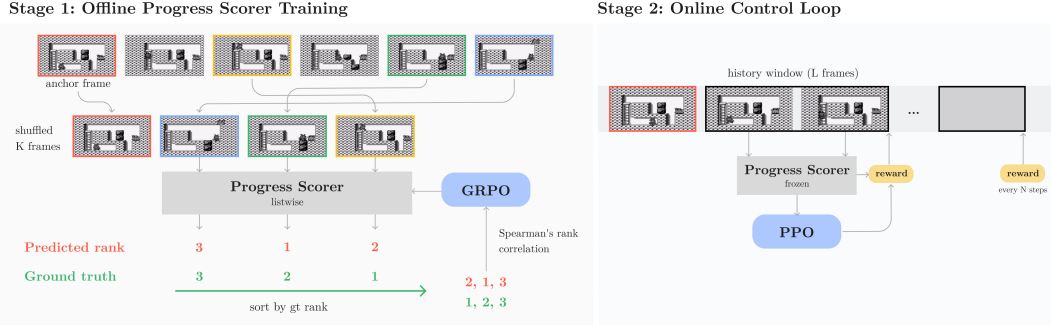 Stage 1: Offline Progress Scorer Training
anchor frame
shuffled
K frames
Progress Scorer
listwise
GRPO
Spearman's rank
correlation
Predicted rank 3 1 2
Ground truth 3 2 1
2, 1, 3
1, 2, 3
sort by gt rank
Stage 2: Online Control Loop
history window (L frames)
...
Progress Scorer
frozen
reward
reward
every N steps
PPO